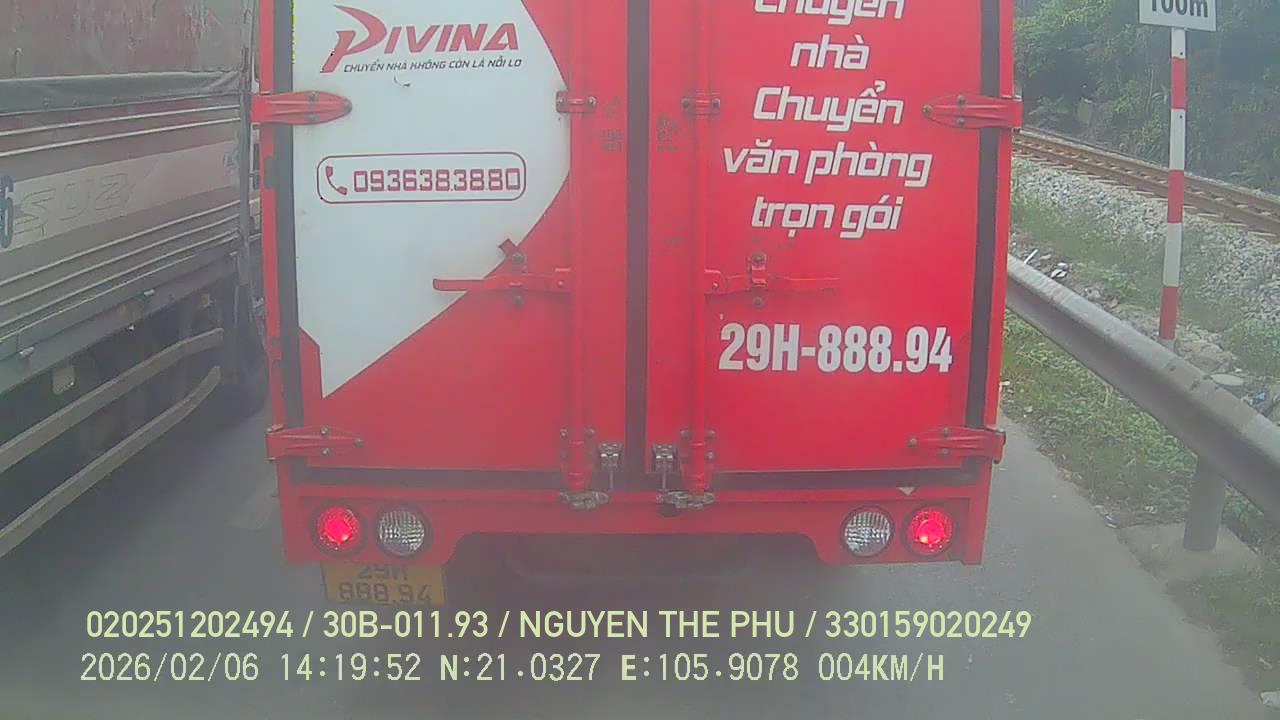 PIVINA
CHUYỂN NHÀ KHÔNG CÒN LÀ NỖI LO
0936383880
Chuyển
nhà
Chuyển
văn phòng
trọn gói
29H-888.94
100m
SUZ
29H
888.94
020251202494 / 30B-011.93 / NGUYEN THE PHU / 330159020249
2026/02/06 14:19:52 N:21.0327 E:105.9078 004KM/H